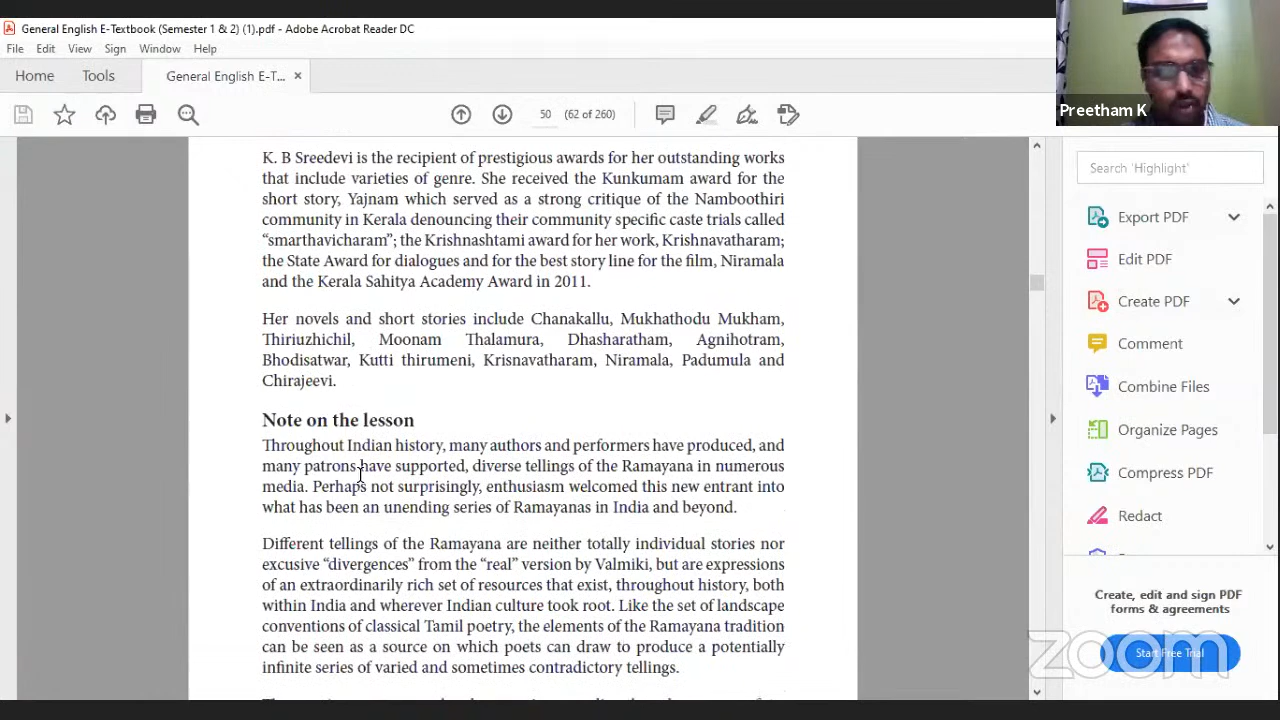 General English E-Textbook (Semester 1 & 2) (1).pdf - Adobe Acrobat Reader DC
File Edit View Sign Window Help
Home Tools General English E-T... ×
50 (62 of 260)
Preetham K
K. B Sreedevi is the recipient of prestigious awards for her outstanding works
that include varieties of genre. She received the Kunkumam award for the
short story, Yajnam which served as a strong critique of the Namboothiri
community in Kerala denouncing their community specific caste trials called
“smarthavicharam”; the Krishnashtami award for her work, Krishnavatharam;
the State Award for dialogues and for the best story line for the film, Niramala
and the Kerala Sahitya Academy Award in 2011.
Her novels and short stories include Chanakallu, Mukhathodu Mukham,
Thiriuzhichil, Moonam Thalamura, Dhasharatham, Agnihotram,
Bhodisatwar, Kutti thirumeni, Krisnavatharam, Niramala, Padumula and
Chirajeevi.
Note on the lesson
Throughout Indian history, many authors and performers have produced, and
many patrons have supported, diverse tellings of the Ramayana in numerous
media. Perhaps not surprisingly, enthusiasm welcomed this new entrant into
what has been an unending series of Ramayanas in India and beyond.
Different tellings of the Ramayana are neither totally individual stories nor
excusive “divergences” from the “real” version by Valmiki, but are expressions
of an extraordinarily rich set of resources that exist, throughout history, both
within India and wherever Indian culture took root. Like the set of landscape
conventions of classical Tamil poetry, the elements of the Ramayana tradition
can be seen as a source on which poets can draw to produce a potentially
infinite series of varied and sometimes contradictory tellings.
Search 'Highlight'
Export PDF
Edit PDF
Create PDF
Comment
Combine Files
Organize Pages
Compress PDF
Redact
Create, edit and sign PDF
forms & agreements
Start Free Trial
zoom